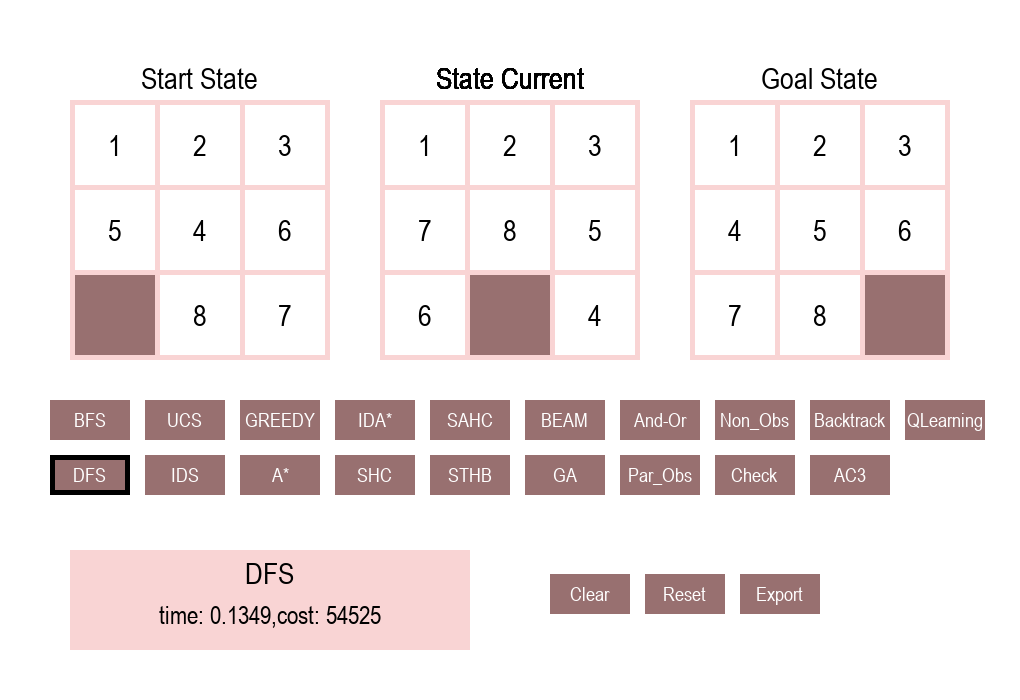 Start State State Current Goal State
1 2 3 1 2 3 1 2 3
5 4 6 7 8 5 4 5 6
8 7 6 4 7 8
BFS UCS GREEDY IDA* SAHC BEAM And-Or Non_Obs Backtrack QLearning
DFS IDS A* SHC STHB GA Par_Obs Check AC3
DFS
time: 0.1349,cost: 54525
Clear Reset Export